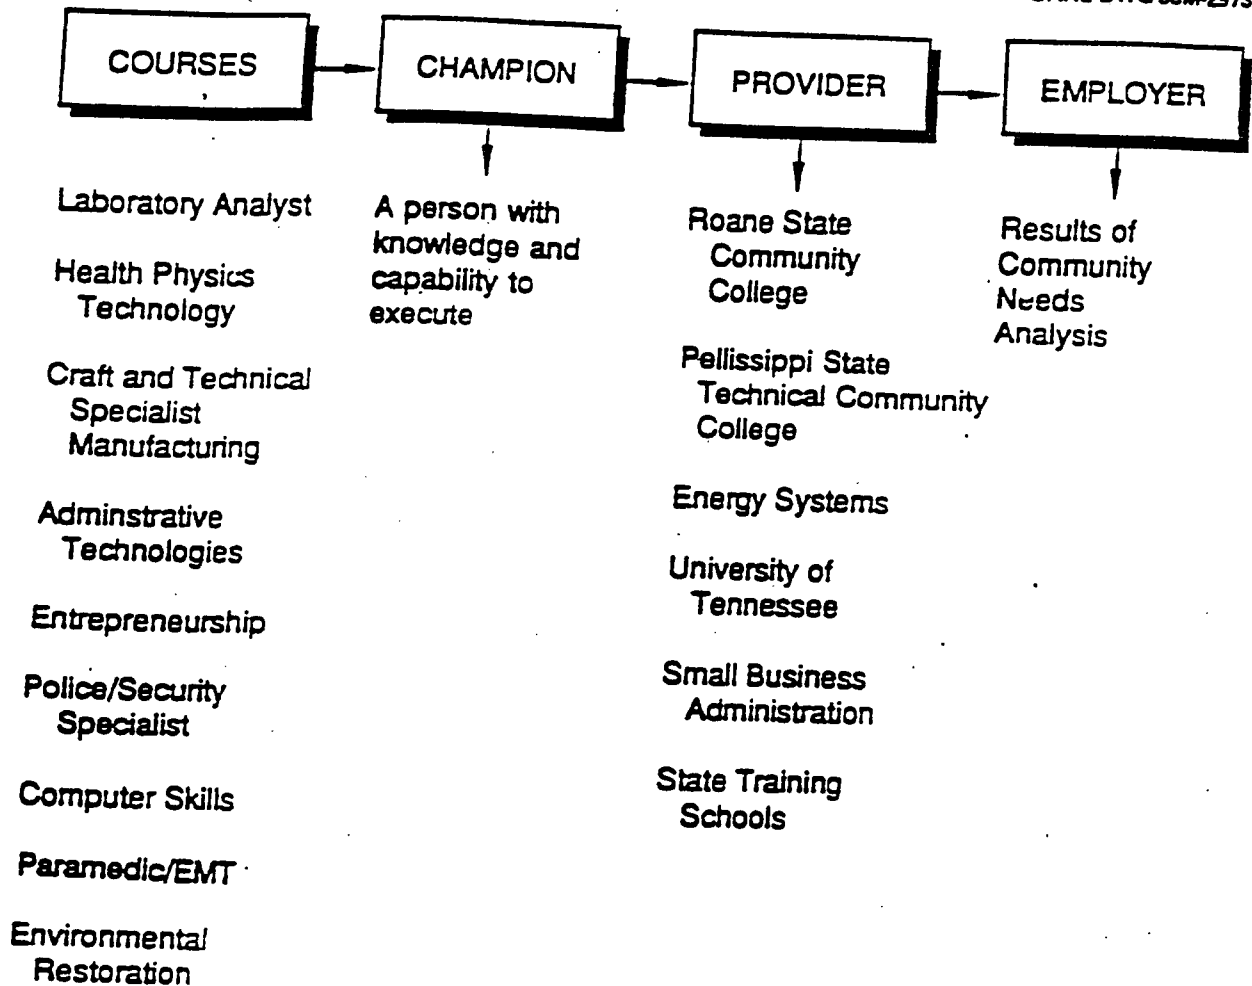 COURSES
CHAMPION
PROVIDER
EMPLOYER
Laboratory Analyst
Health Physics
Technology
Craft and Technical
Specialist
Manufacturing
Adminstrative
Technologies
Entrepreneurship
Police/Security
Specialist
Computer Skills
Paramedic/EMT
Environmental
Restoration
A person with
knowledge and
capability to
execute
Roane State
Community
College
Pellissippi State
Technical Community
College
Energy Systems
University of
Tennessee
Small Business
Administration
State Training
Schools
Results of
Community
Needs
Analysis